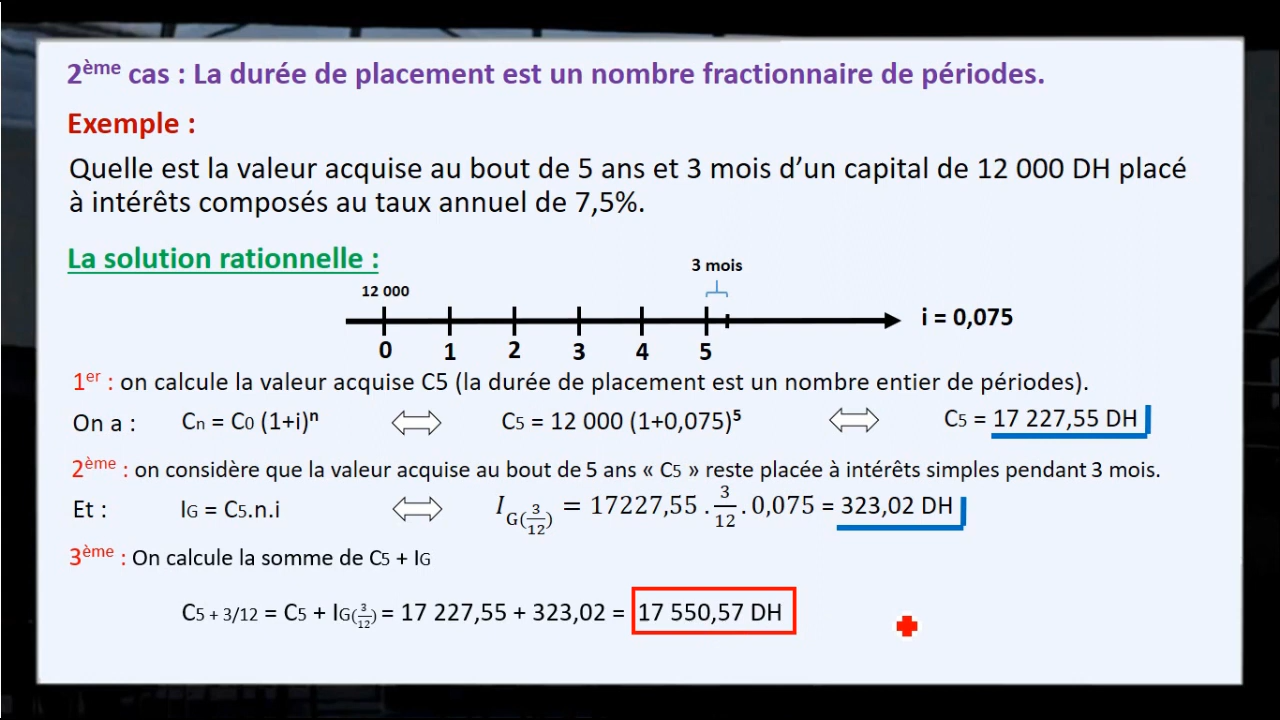 2ème cas : La durée de placement est un nombre fractionnaire de périodes.
Exemple :
Quelle est la valeur acquise au bout de 5 ans et 3 mois d’un capital de 12 000 DH placé
à intérêts composés au taux annuel de 7,5%.
La solution rationnelle :
3 mois
12 000
i = 0,075
0 1 2 3 4 5
1er : on calcule la valeur acquise C5 (la durée de placement est un nombre entier de périodes).
On a : Cn = C0 (1+i)ⁿ ⇔ C5 = 12 000 (1+0,075)⁵ ⇔ C5 = 17 227,55 DH
2ème : on considère que la valeur acquise au bout de 5 ans « C5 » reste placée à intérêts simples pendant 3 mois.
Et : IG = C5.n.i ⇔ I G(3/12) = 17227,55 . 3/12 . 0,075 = 323,02 DH
3ème : On calcule la somme de C5 + IG
C5 + 3/12 = C5 + IG(3/12) = 17 227,55 + 323,02 = 17 550,57 DH